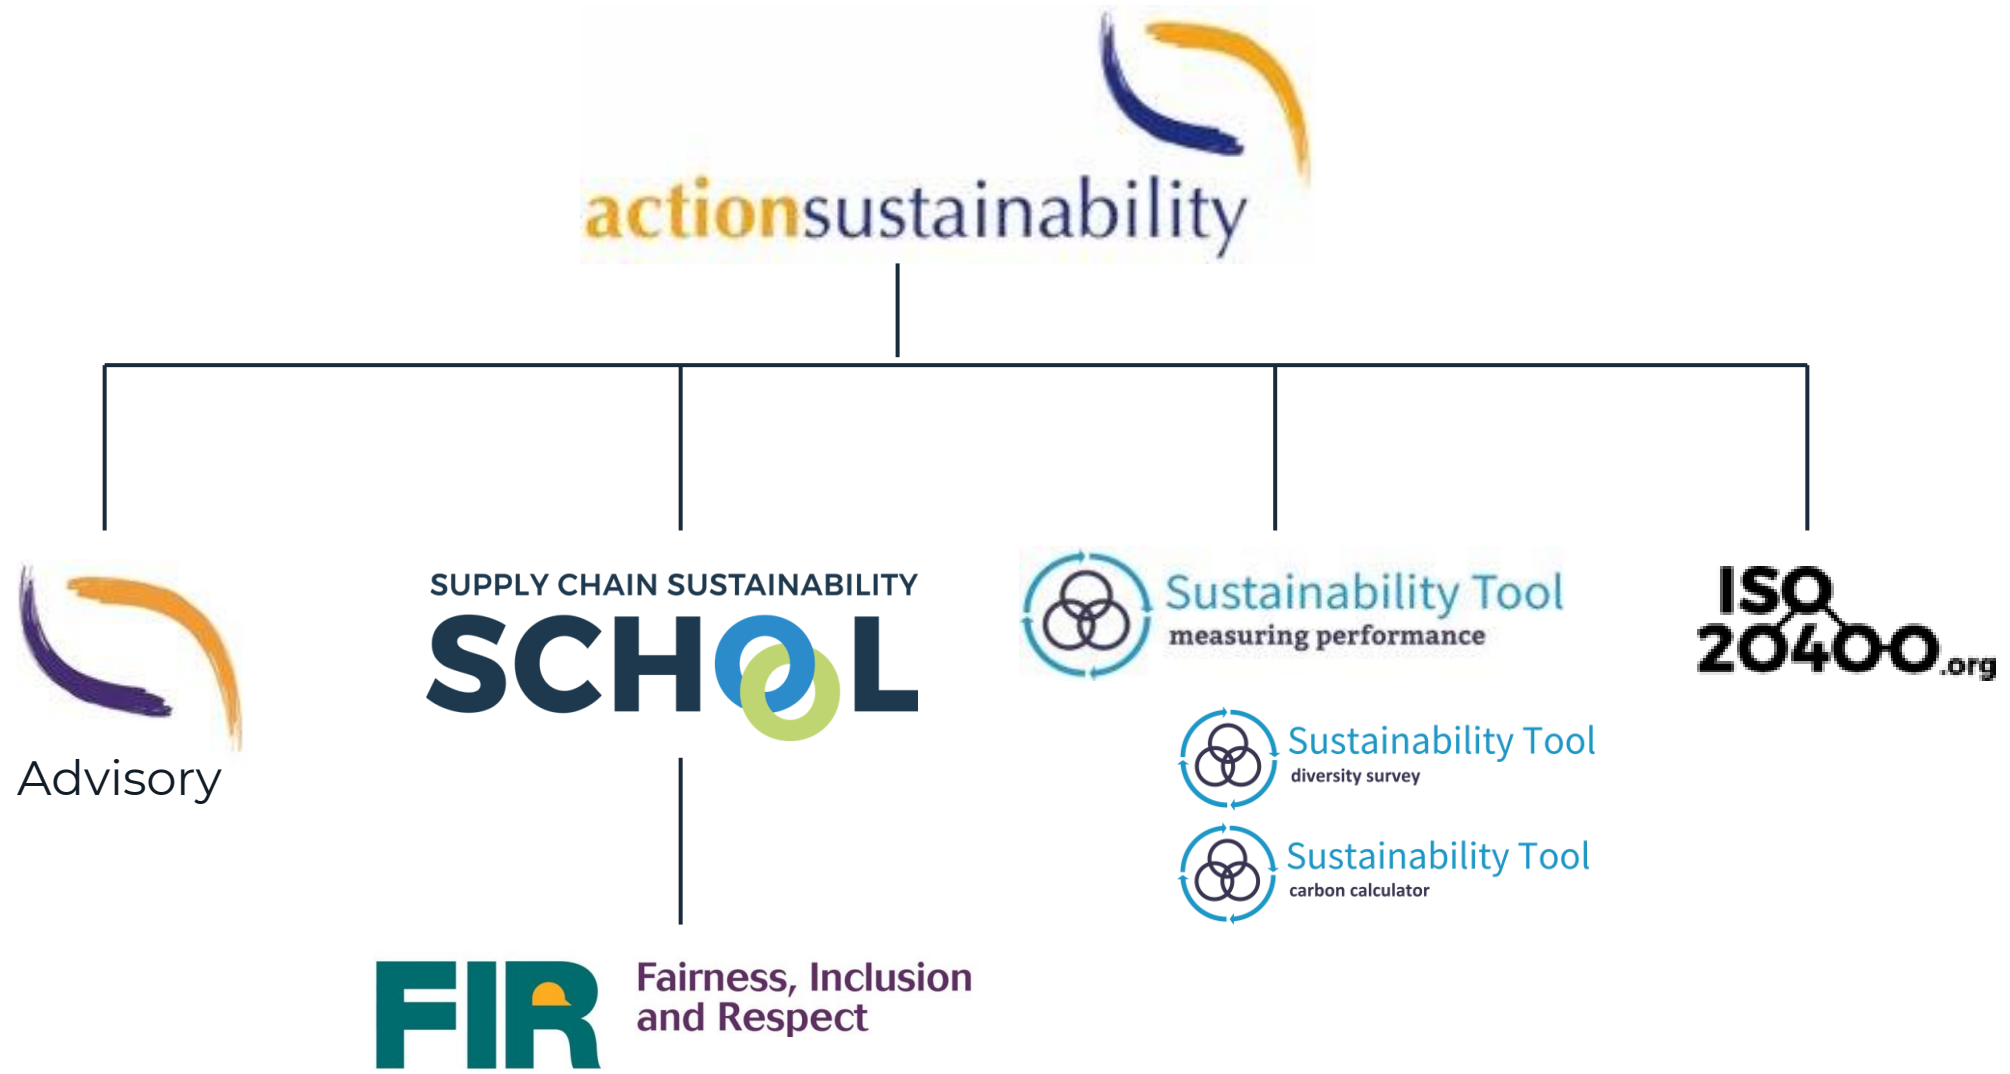 actionsustainability
Advisory
SUPPLY CHAIN SUSTAINABILITY
SCHOOL
Sustainability Tool
measuring performance
Sustainability Tool
diversity survey
Sustainability Tool
carbon calculator
ISO
20400.org
FIR
Fairness, Inclusion
and Respect